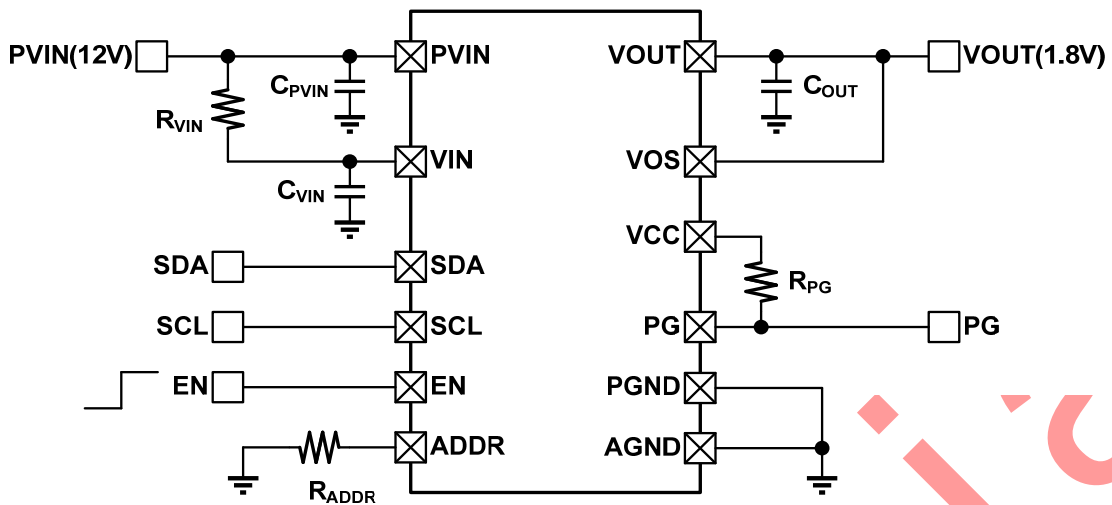 PVIN(12V)
PVIN
VOUT
VOUT(1.8V)
CPVIN
COUT
RVIN
VIN
VOS
CVIN
VCC
SDA
SDA
RPG
SCL
SCL
PG
PG
EN
EN
PGND
ADDR
AGND
RADDR